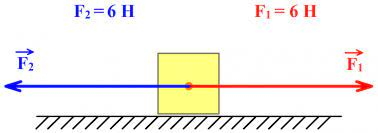 F₂ = 6 Н F₁ = 6 Н
F₂ F₁